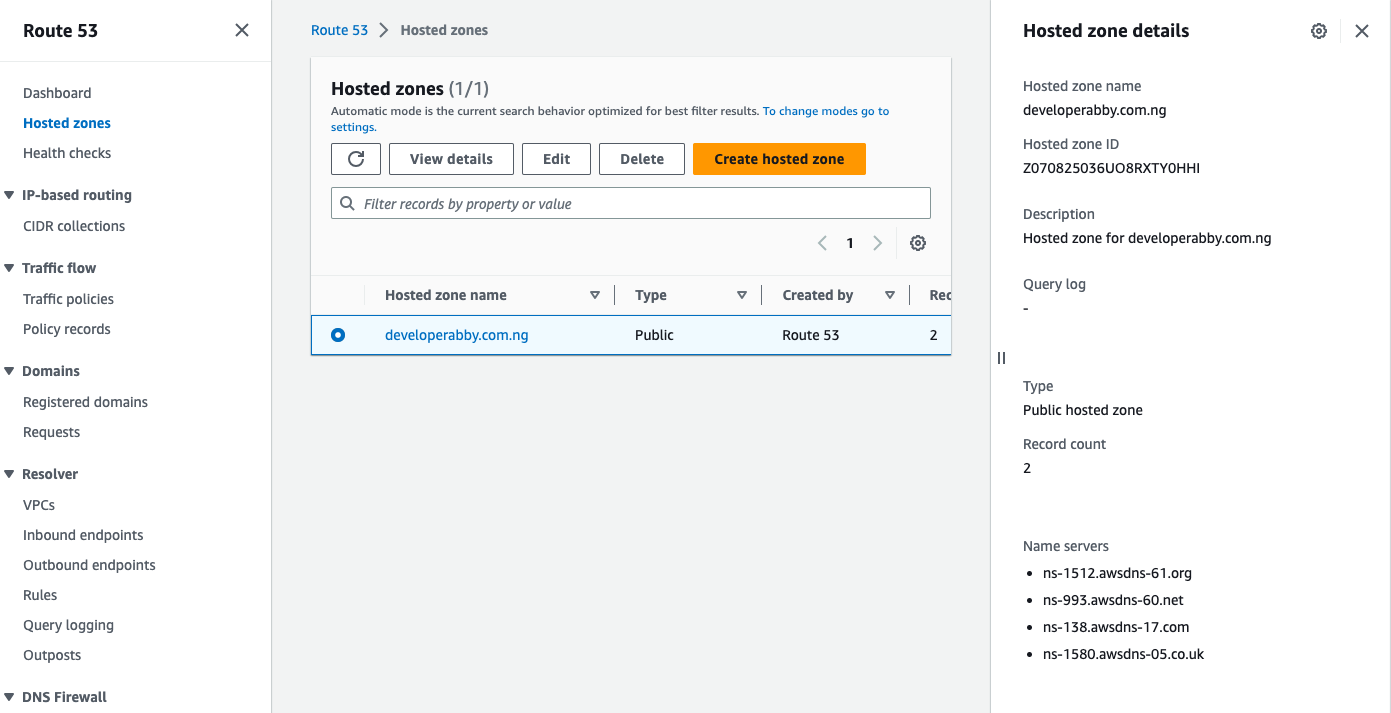 Route 53
Dashboard
Hosted zones
Health checks
IP-based routing
CIDR collections
Traffic flow
Traffic policies
Policy records
Domains
Registered domains
Requests
Resolver
VPCs
Inbound endpoints
Outbound endpoints
Rules
Query logging
Outposts
DNS Firewall
Route 53 > Hosted zones
Hosted zones (1/1)
Automatic mode is the current search behavior optimized for best filter results. To change modes go to
settings.
View details Edit Delete Create hosted zone
Filter records by property or value
1
Hosted zone name Type Created by Rec
developerabby.com.ng Public Route 53 2
Hosted zone details
Hosted zone name
developerabby.com.ng
Hosted zone ID
Z070825036UO8RXTY0HHI
Description
Hosted zone for developerabby.com.ng
Query log
-
Type
Public hosted zone
Record count
2
Name servers
• ns-1512.awsdns-61.org
• ns-993.awsdns-60.net
• ns-138.awsdns-17.com
• ns-1580.awsdns-05.co.uk